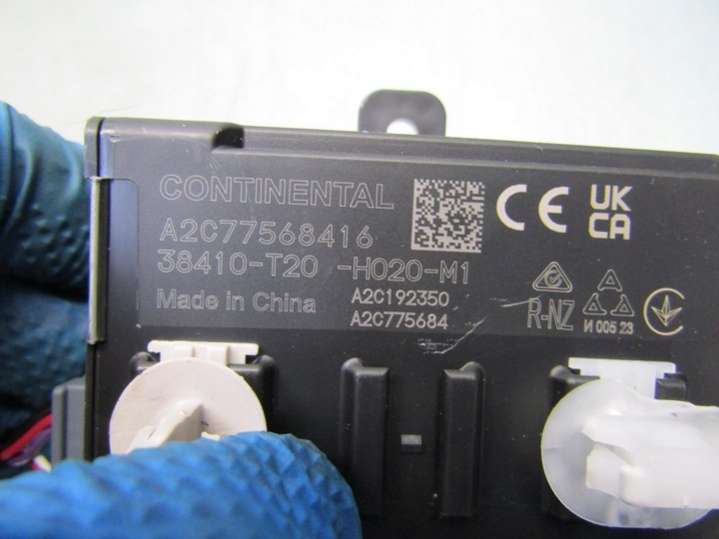 CONTINENTAL
A2C77568416
38410-T20 -H020-M1
Made in China
A2C192350
A2C775684
CE
UK
CA
R-NZ
И 005 23